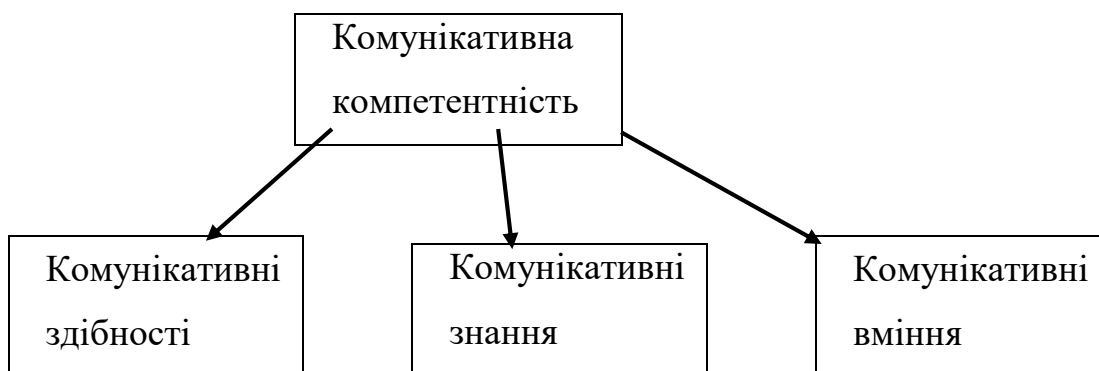 Комунікативна
компетентність
Комунікативні
здібності
Комунікативні
знання
Комунікативні
вміння